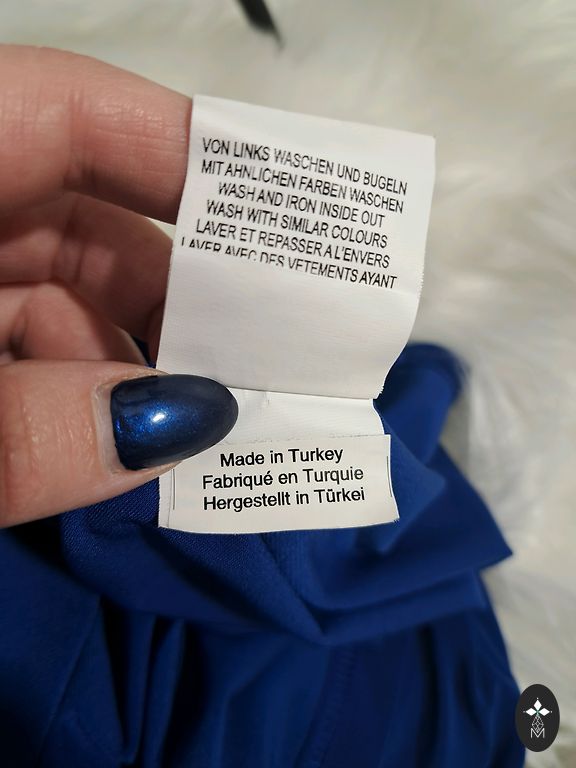 VON LINKS WASCHEN UND BUGELN
MIT AHNLICHEN FARBEN WASCHEN
WASH AND IRON INSIDE OUT
WASH WITH SIMILAR COLOURS
LAVER ET REPASSER A L'ENVERS
LAVER AVEC DES VETEMENTS AYANT
Made in Turkey
Fabriqué en Turquie
Hergestellt in Türkei
M